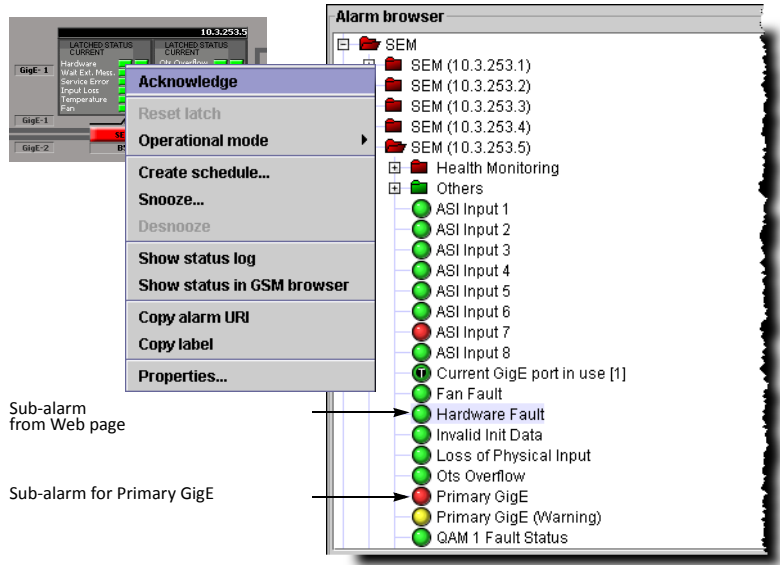 10.3.253.5
LATCHED STATUS
CURRENT
LATCHED STATUS
CURRENT
Hardware
Wait Ext. Mess.
Service Error
Input Loss
Temperature
Fan
Ots Overflow
GigE- 1
GigE-1
GigE-2
Acknowledge
Reset latch
Operational mode
Create schedule...
Snooze...
Desnooze
Show status log
Show status in GSM browser
Copy alarm URI
Copy label
Properties...
Sub-alarm
from Web page
Sub-alarm for Primary GigE
Alarm browser
SEM
SEM (10.3.253.1)
SEM (10.3.253.2)
SEM (10.3.253.3)
SEM (10.3.253.4)
SEM (10.3.253.5)
Health Monitoring
Others
ASI Input 1
ASI Input 2
ASI Input 3
ASI Input 4
ASI Input 5
ASI Input 6
ASI Input 7
ASI Input 8
Current GigE port in use [1]
Fan Fault
Hardware Fault
Invalid Init Data
Loss of Physical Input
Ots Overflow
Primary GigE
Primary GigE (Warning)
QAM 1 Fault Status